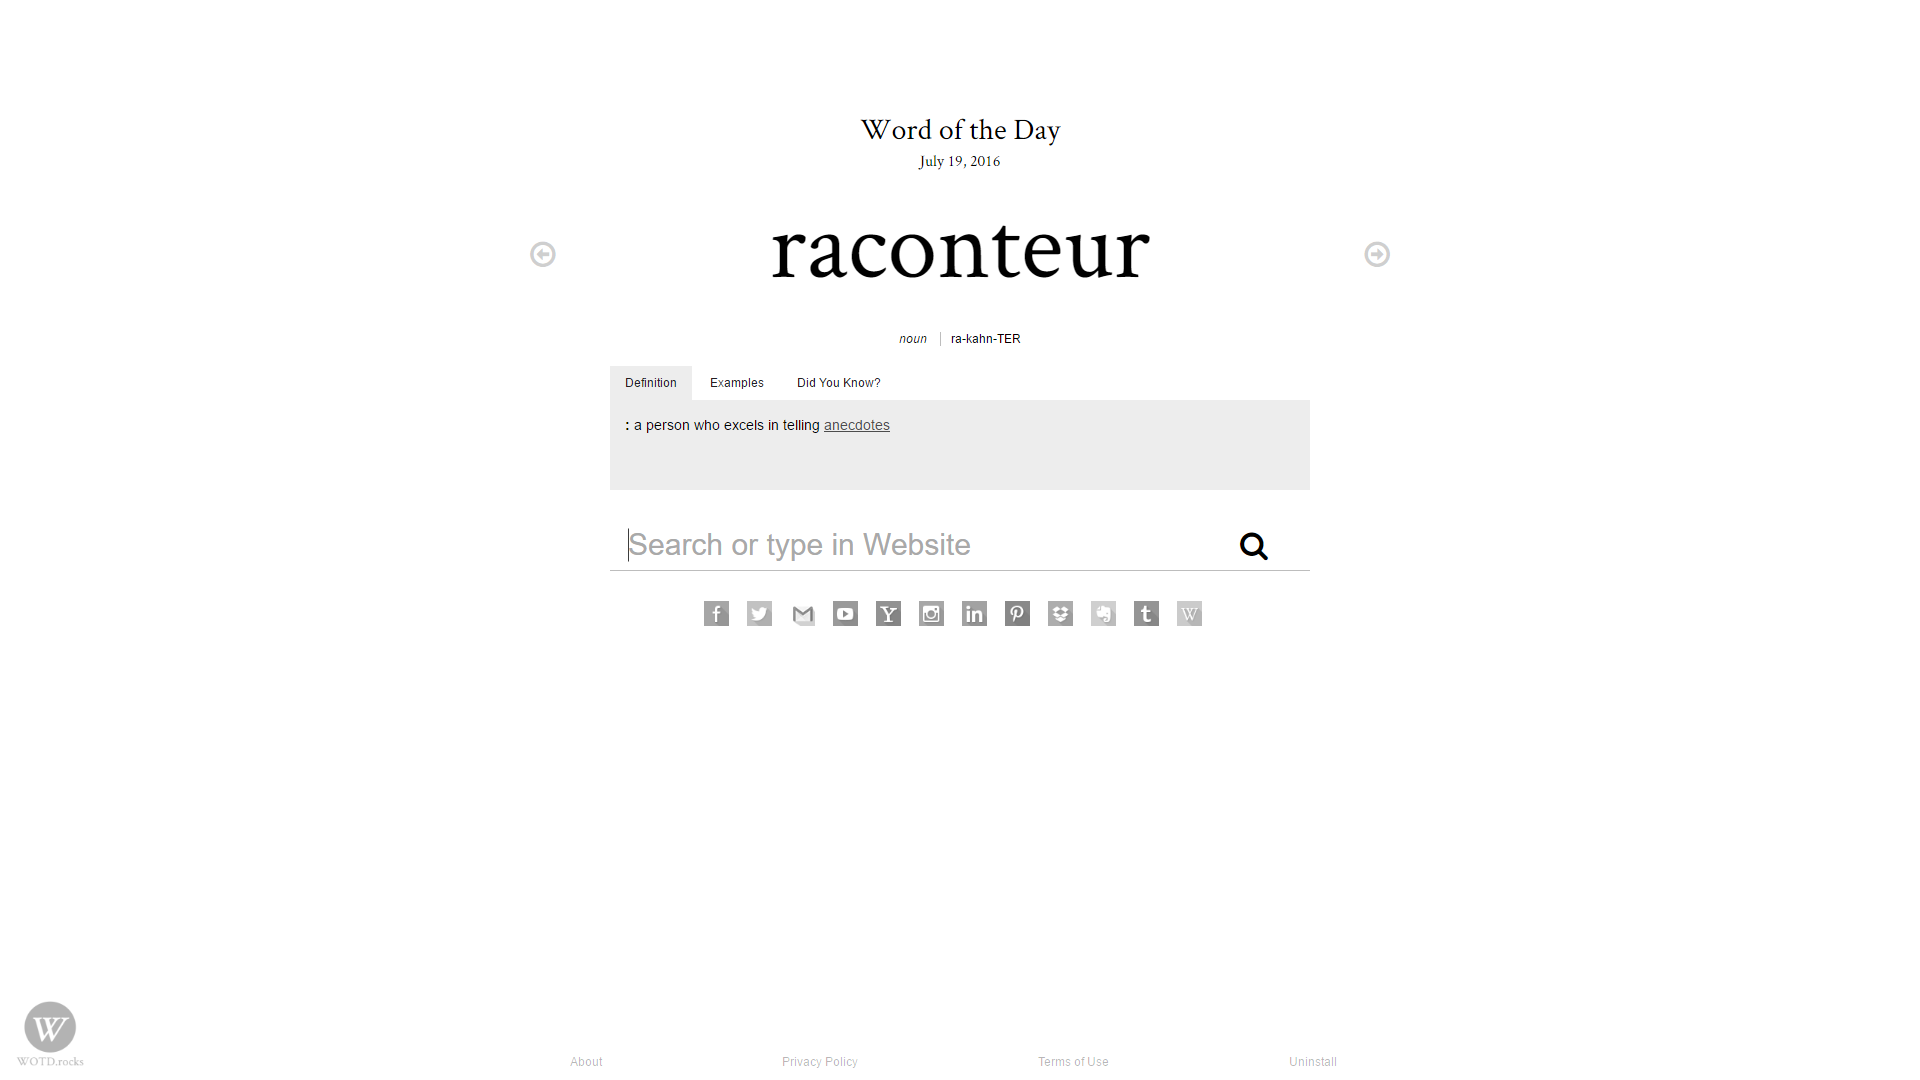 Word of the Day
July 19, 2016
raconteur
noun | ra-kahn-TER
Definition Examples Did You Know?
: a person who excels in telling anecdotes
Search or type in Website
f Y in t W
W
WOTD.rocks
About Privacy Policy Terms of Use Uninstall